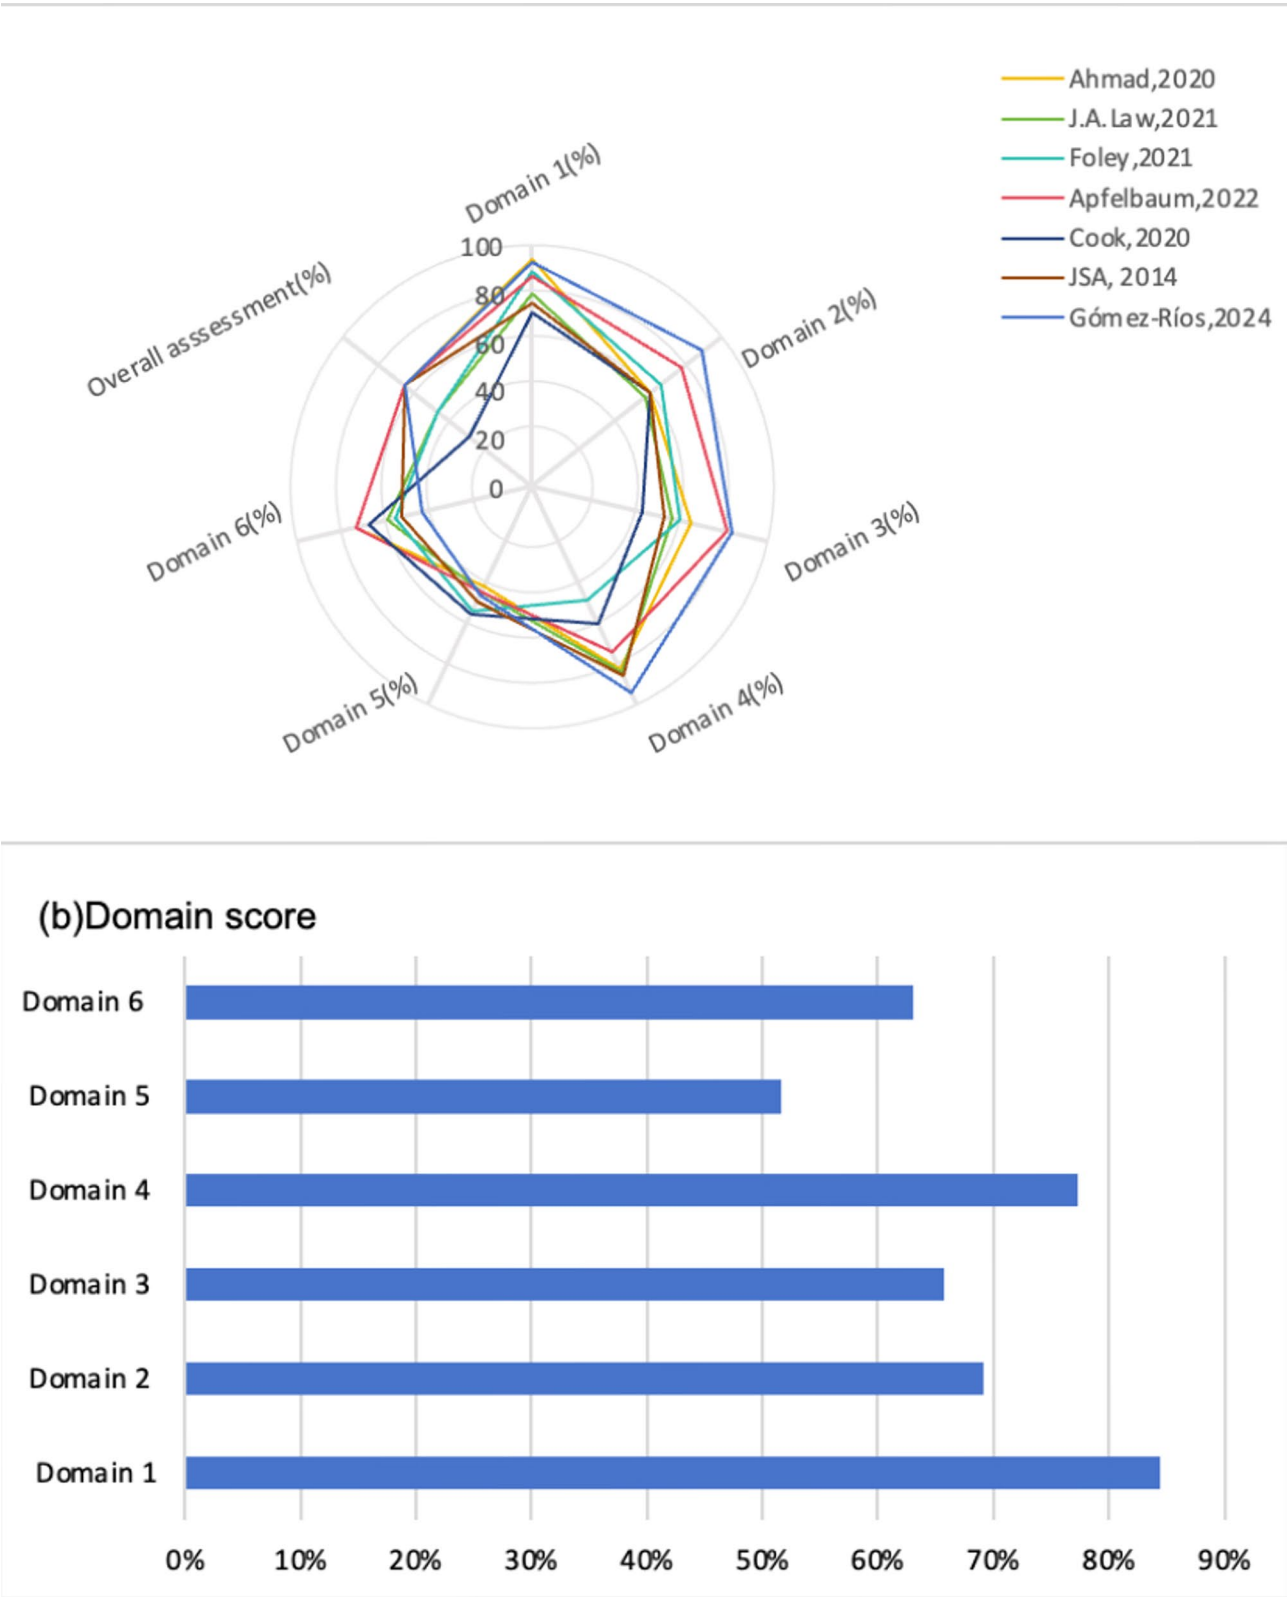 Ahmad,2020
J.A.Law,2021
Foley,2021
Apfelbaum,2022
Cook,2020
JSA, 2014
Gómez-Ríos,2024
Domain 1(%)
Domain 2(%)
Domain 3(%)
Domain 4(%)
Domain 5(%)
Domain 6(%)
Overall asssessment(%)
100
80
60
40
20
0
(b)Domain score
Domain 6
Domain 5
Domain 4
Domain 3
Domain 2
Domain 1
0% 10% 20% 30% 40% 50% 60% 70% 80% 90%